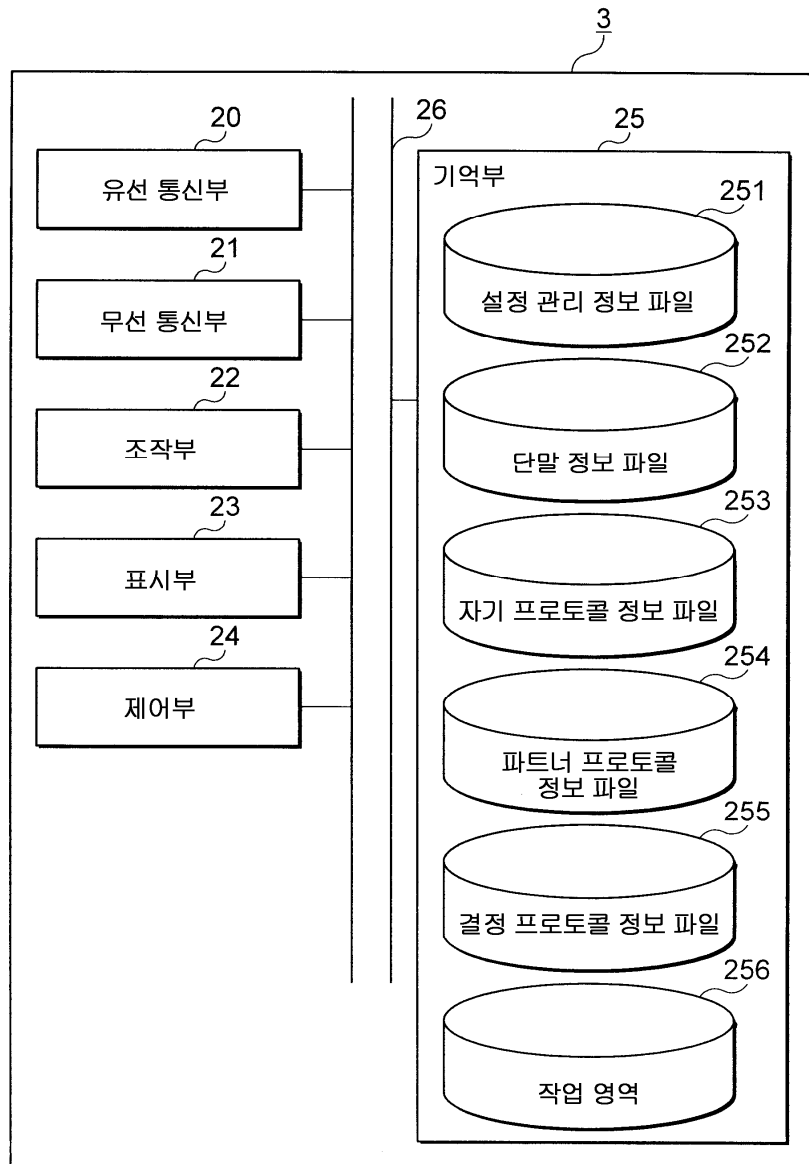 3
20
유선 통신부
21
무선 통신부
22
조작부
23
표시부
24
제어부
26
25
기억부
251
설정 관리 정보 파일
252
단말 정보 파일
253
자기 프로토콜 정보 파일
254
파트너 프로토콜
정보 파일
255
결정 프로토콜 정보 파일
256
작업 영역